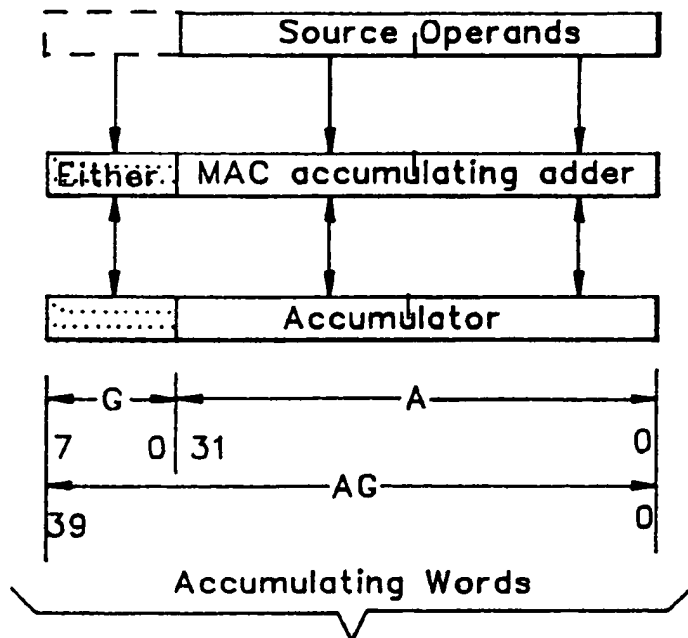 Source Operands
Either MAC accumulating adder
Accumulator
G A
7 0 31 0
AG
39 0
Accumulating Words